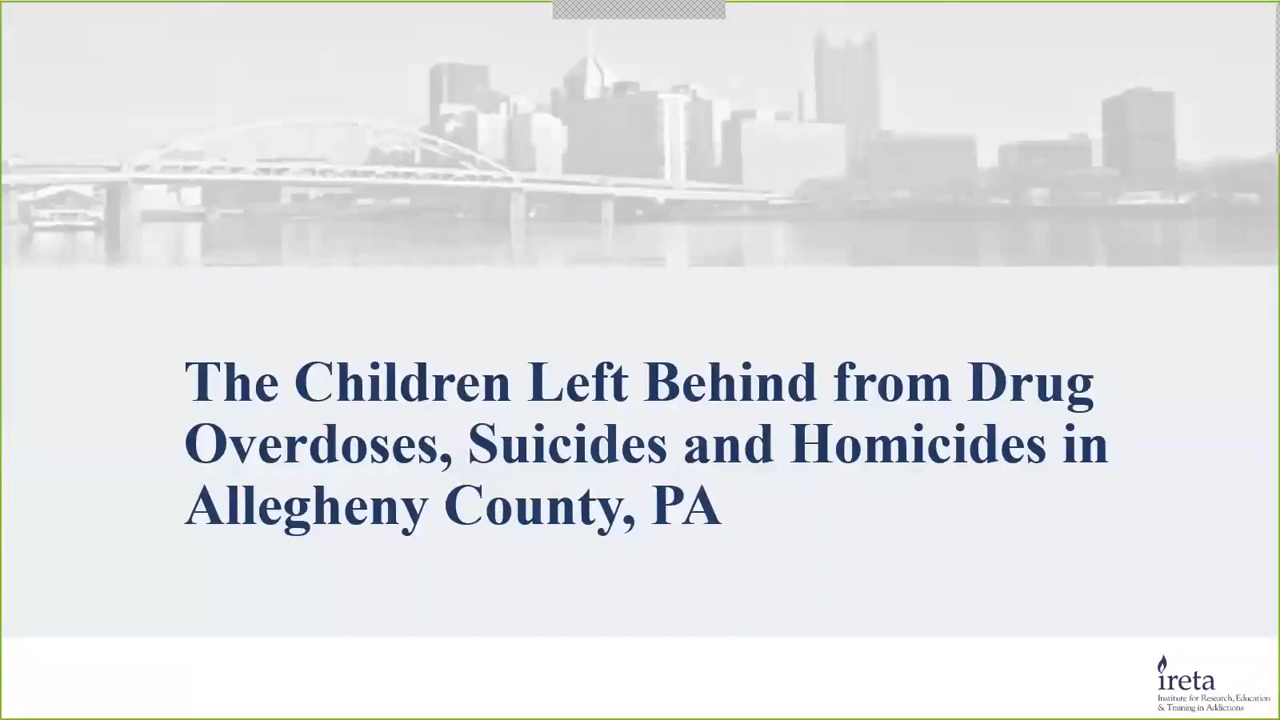 The Children Left Behind from Drug
Overdoses, Suicides and Homicides in
Allegheny County, PA
ireta
Institute for Research, Education
& Training in Addictions